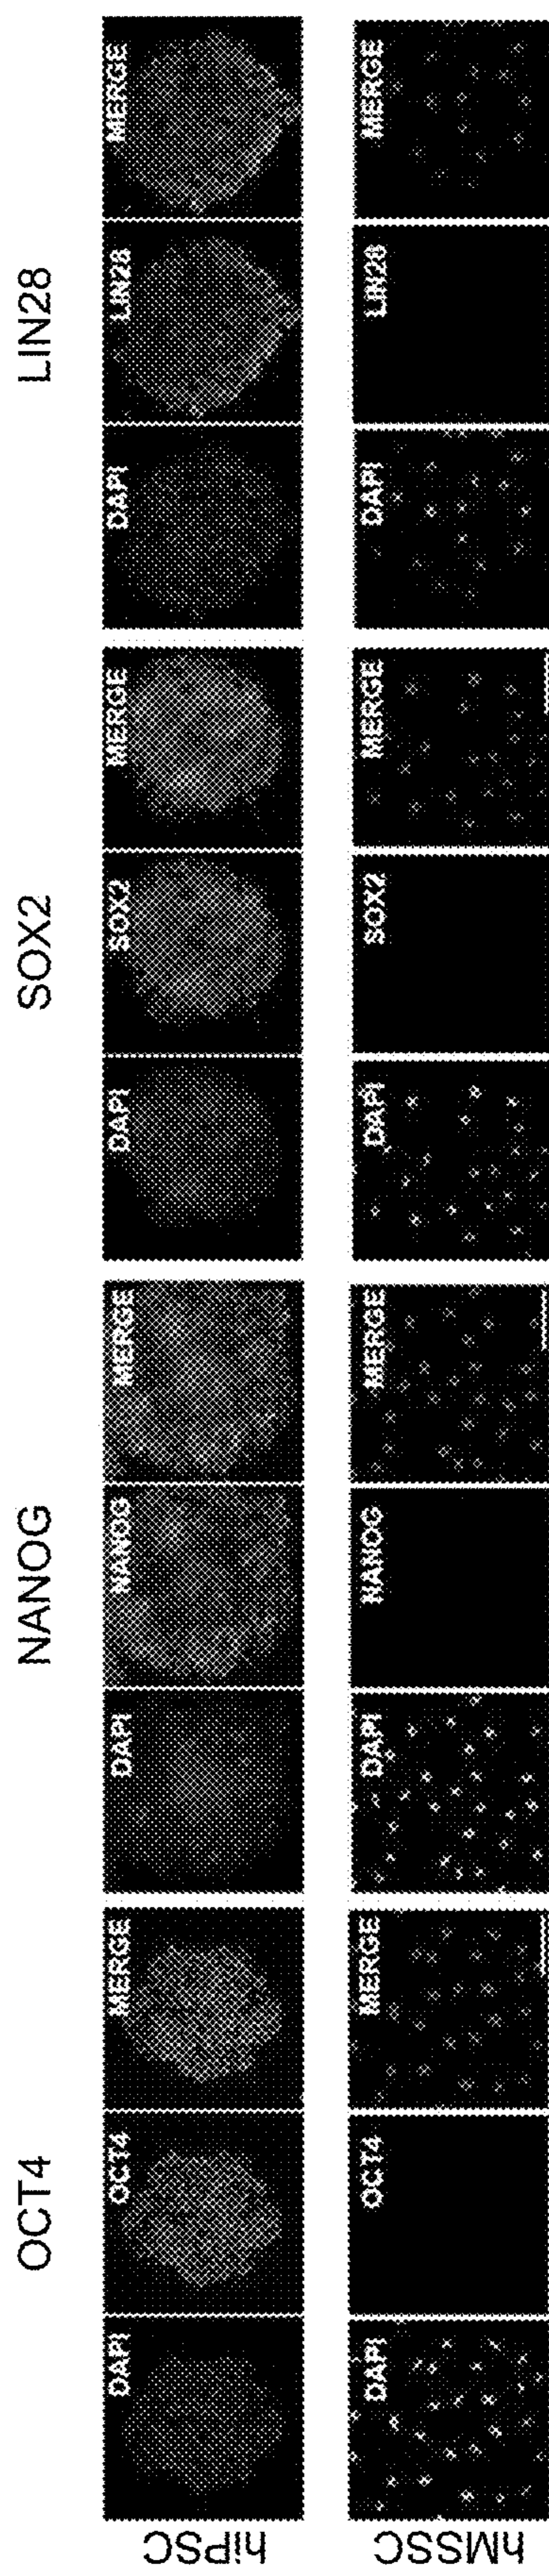 OCT4 NANOG SOX2 LIN28
hiPSC DAPI OCT4 MERGE DAPI NANOG MERGE DAPI SOX2 MERGE DAPI LIN28 MERGE
hMSSC DAPI OCT4 MERGE DAPI NANOG MERGE DAPI SOX2 MERGE DAPI LIN28 MERGE